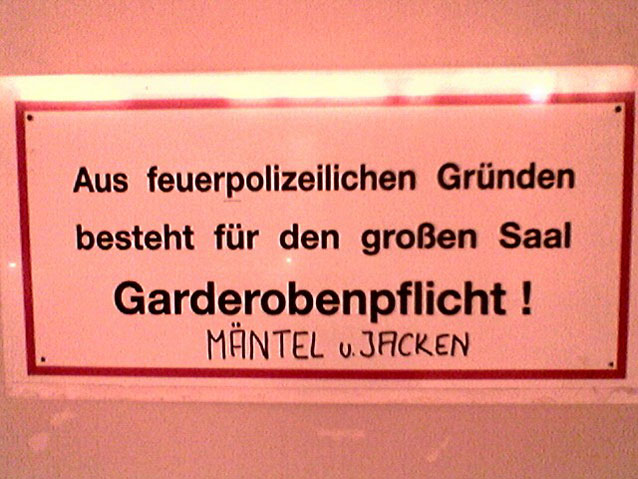 Aus feuerpolizeilichen Gründen
besteht für den großen Saal
Garderobenpflicht !
MÄNTEL u. JACKEN